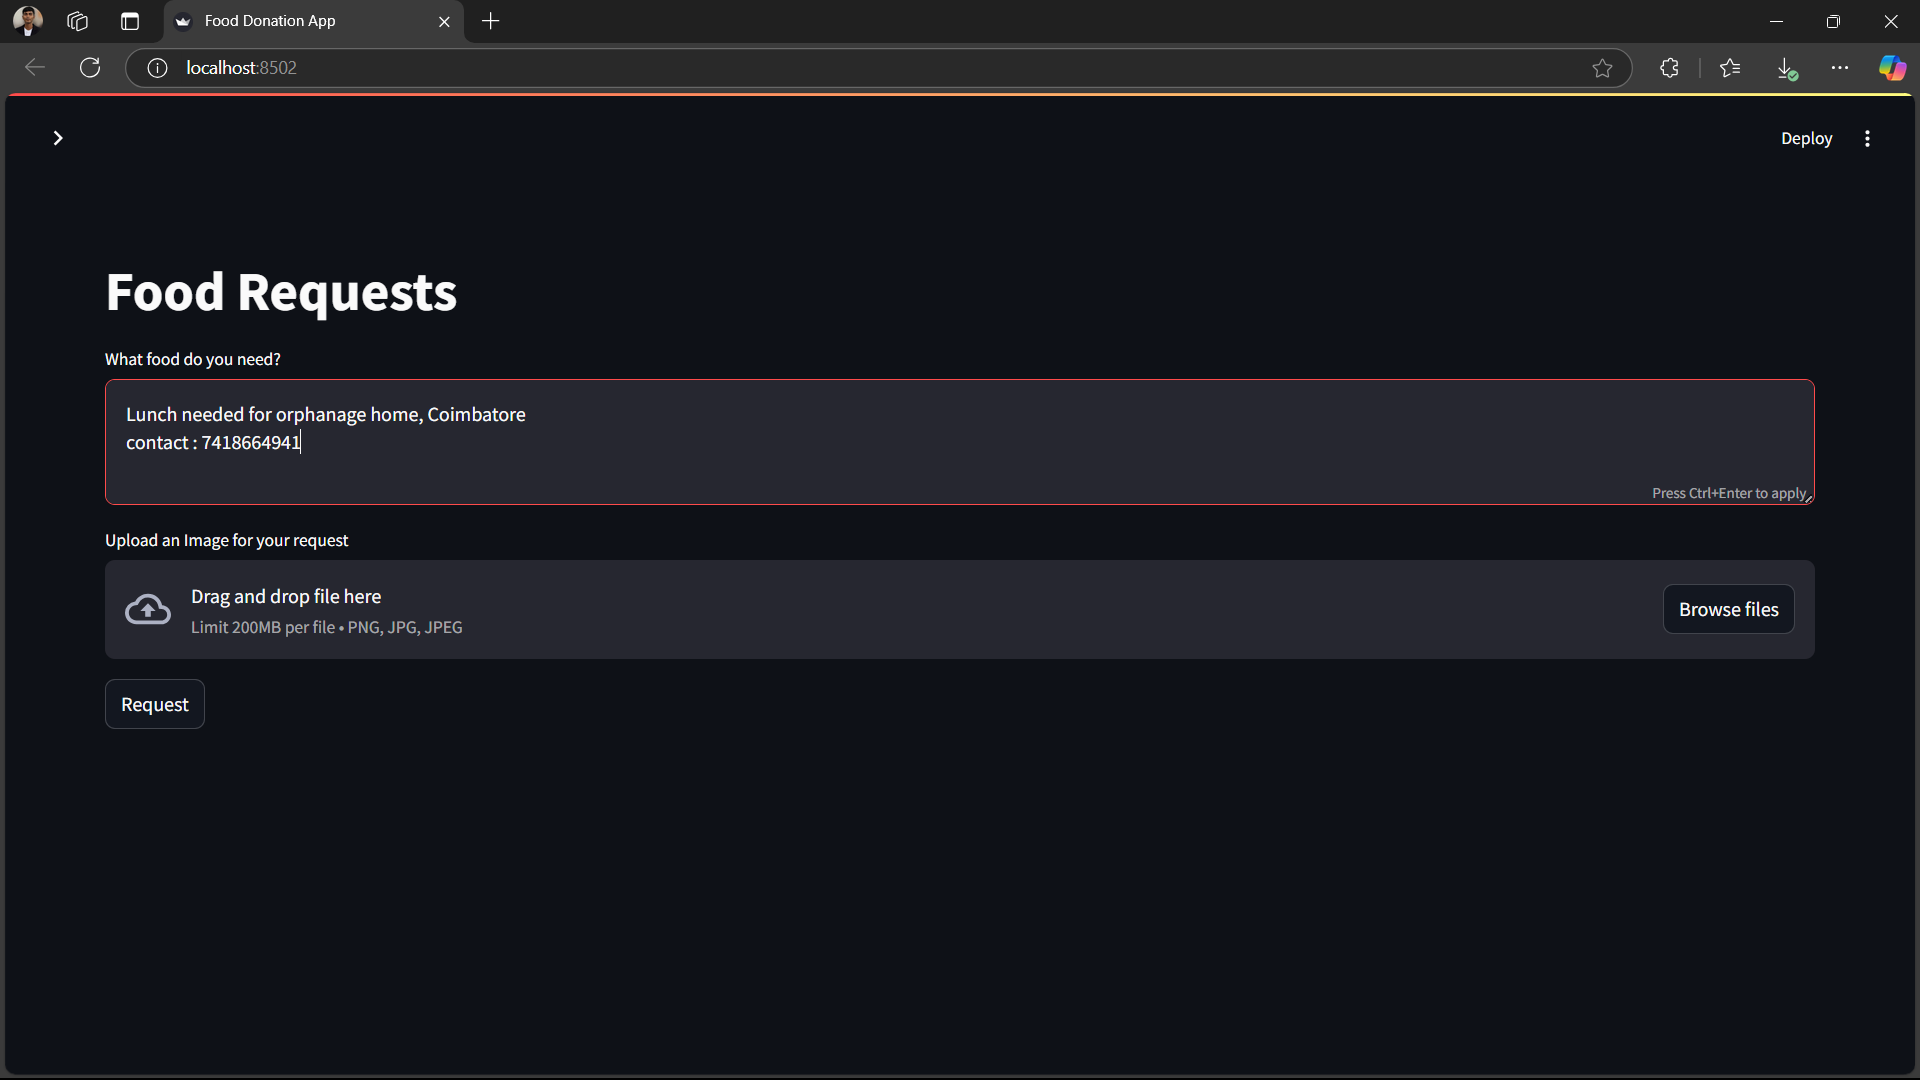 Food Donation App
localhost:8502
Deploy
Food Requests
What food do you need?
Lunch needed for orphanage home, Coimbatore
contact : 7418664941
Press Ctrl+Enter to apply
Upload an Image for your request
Drag and drop file here
Limit 200MB per file • PNG, JPG, JPEG
Browse files
Request